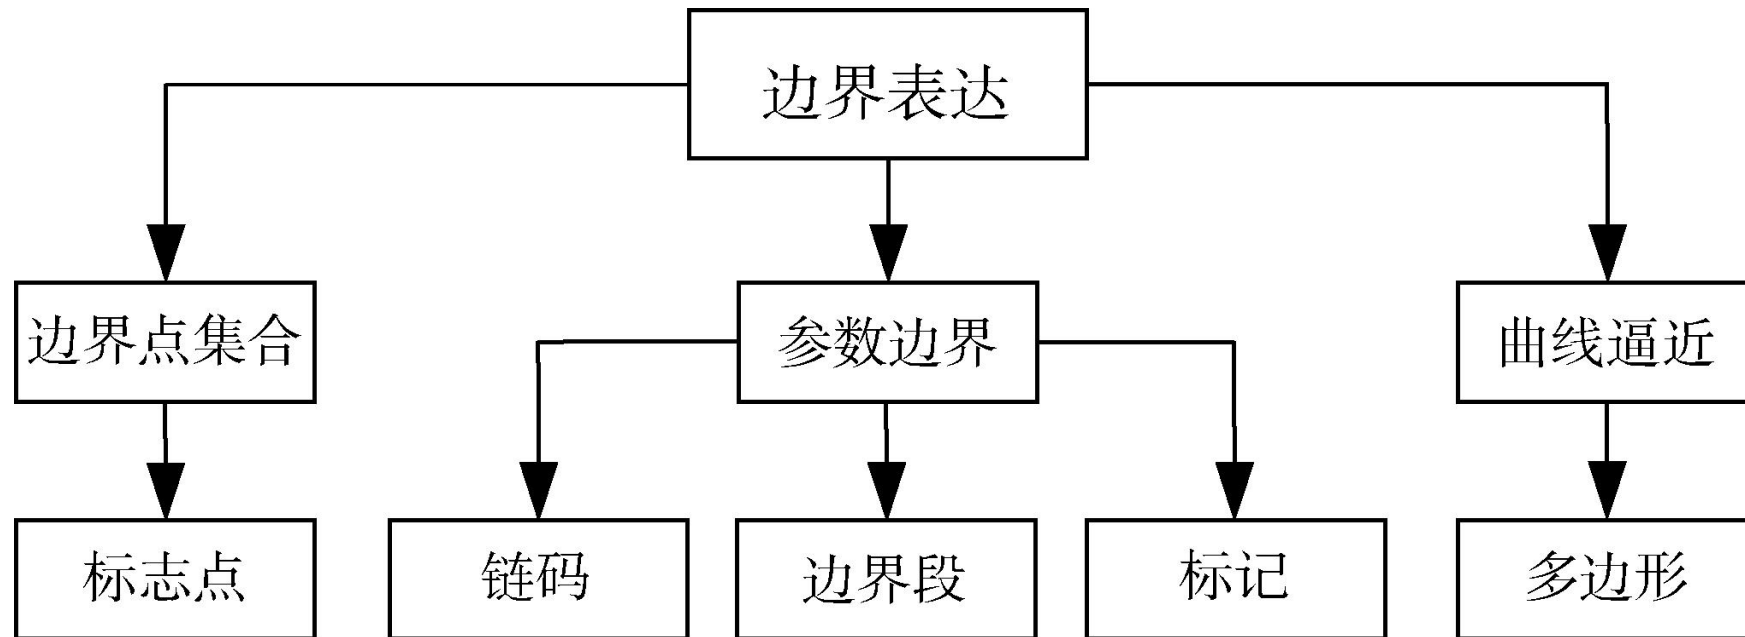 边界表达
边界点集合
参数边界
曲线逼近
标志点
链码
边界段
标记
多边形